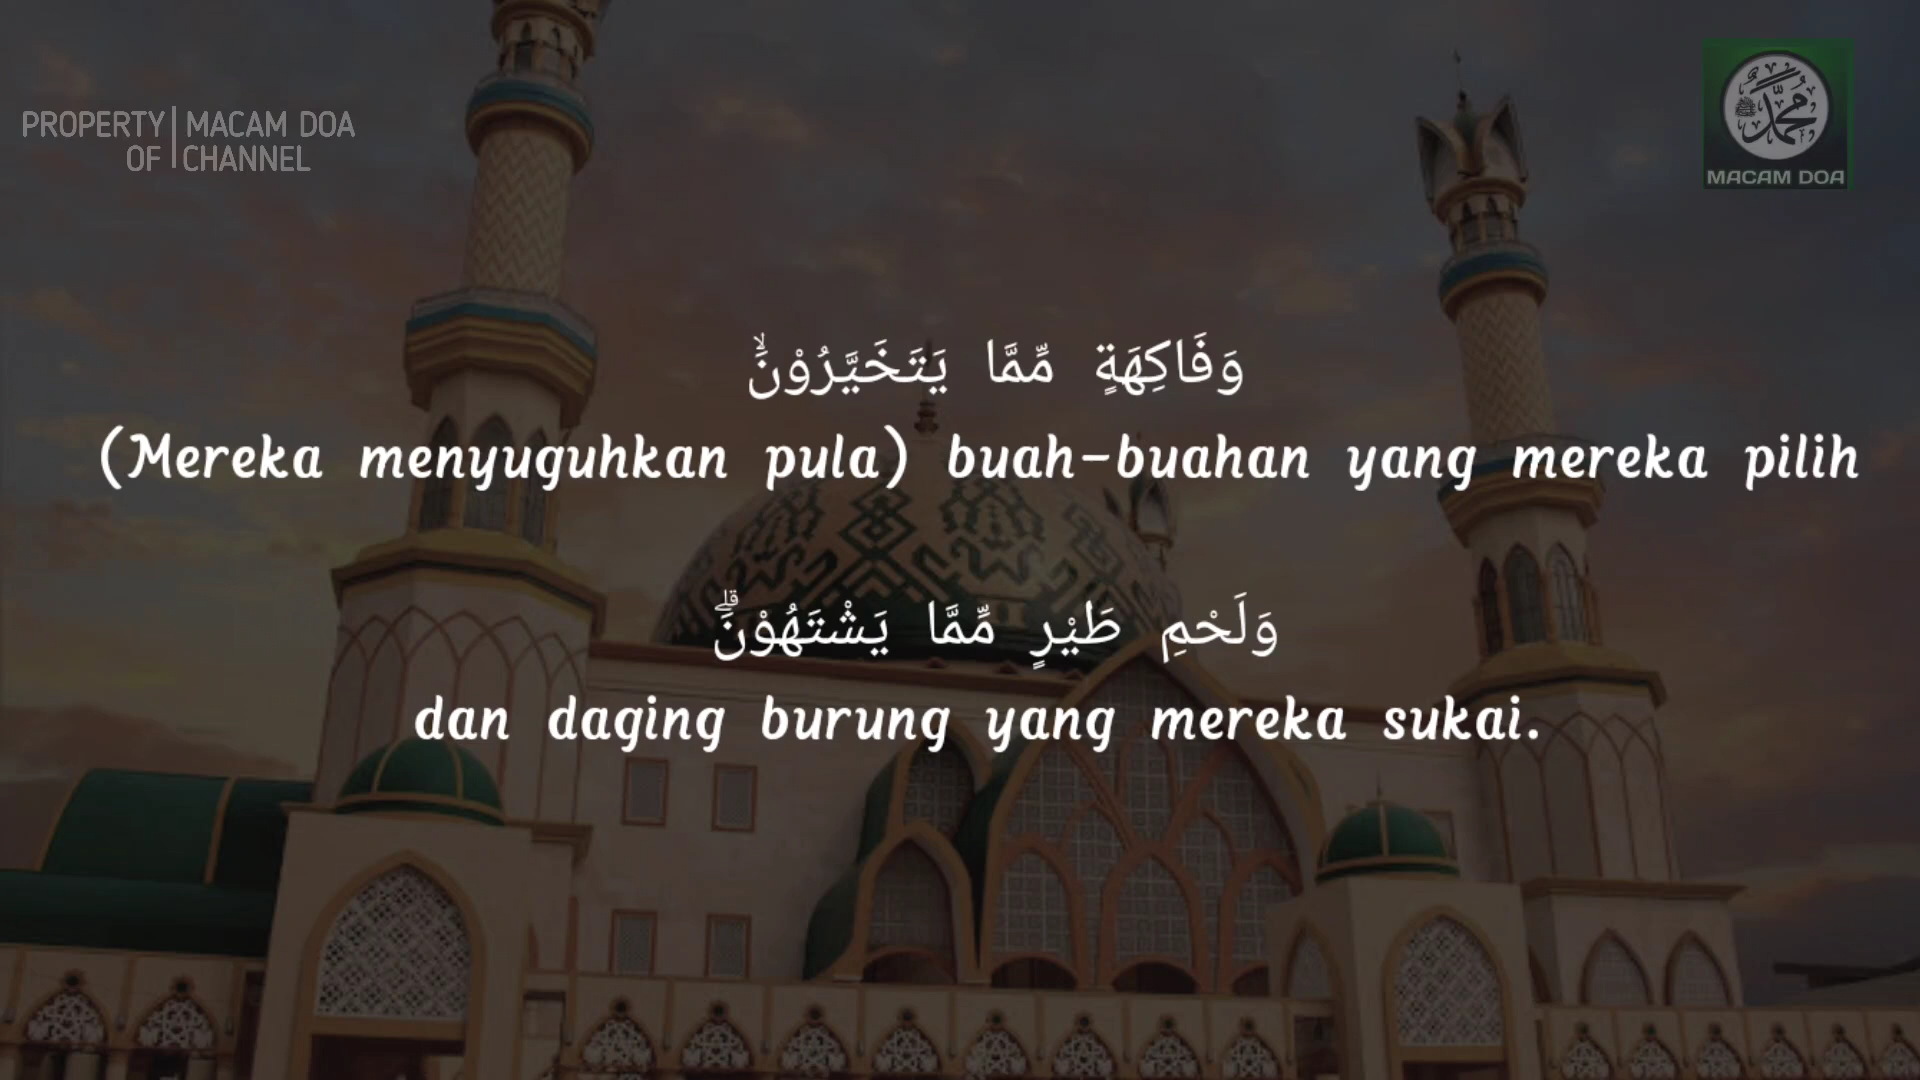 PROPERTY OF | MACAM DOA CHANNEL
محمد
MACAM DOA
وَفَاكِهَةٍ مِّمَّا يَتَخَيَّرُوْنَۙ
(Mereka menyuguhkan pula) buah-buahan yang mereka pilih
وَلَحْمِ طَيْرٍ مِّمَّا يَشْتَهُوْنَۗ
dan daging burung yang mereka sukai.